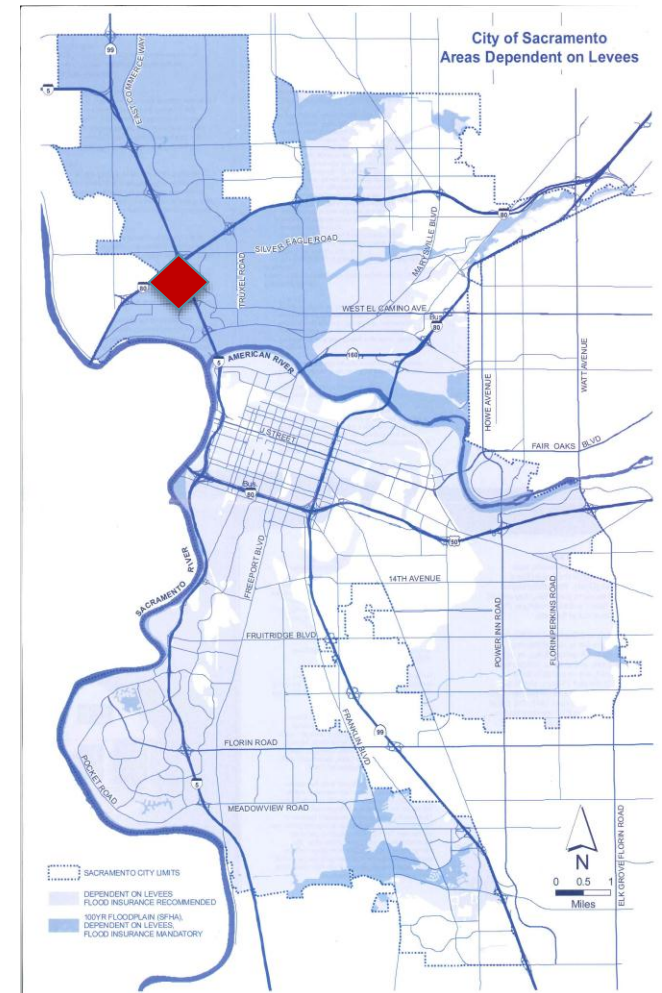 City of Sacramento
Areas Dependent on Levees
99
5
EAST COMMERCE WAY
80
SILVER EAGLE ROAD
MARYSVILLE BLVD
TRUXEL ROAD
80
WEST EL CAMINO AVE
Bus
80
160
5
AMERICAN RIVER
HOWE AVENUE
WATT AVENUE
J STREET
FAIR OAKS BLVD
Bus
80
50
SACRAMENTO RIVER
FREEPORT BLVD
14TH AVENUE
POWER INN ROAD
FLORIN PERKINS ROAD
FRUITRIDGE BLVD
FRANKLIN BLVD
99
FLORIN ROAD
POCKET ROAD
5
MEADOWVIEW ROAD
ELK GROVE FLORIN ROAD
N
0 0.5 1
Miles
SACRAMENTO CITY LIMITS
DEPENDENT ON LEVEES
FLOOD INSURANCE RECOMMENDED
100YR FLOODPLAIN (SFHA),
DEPENDENT ON LEVEES,
FLOOD INSURANCE MANDATORY